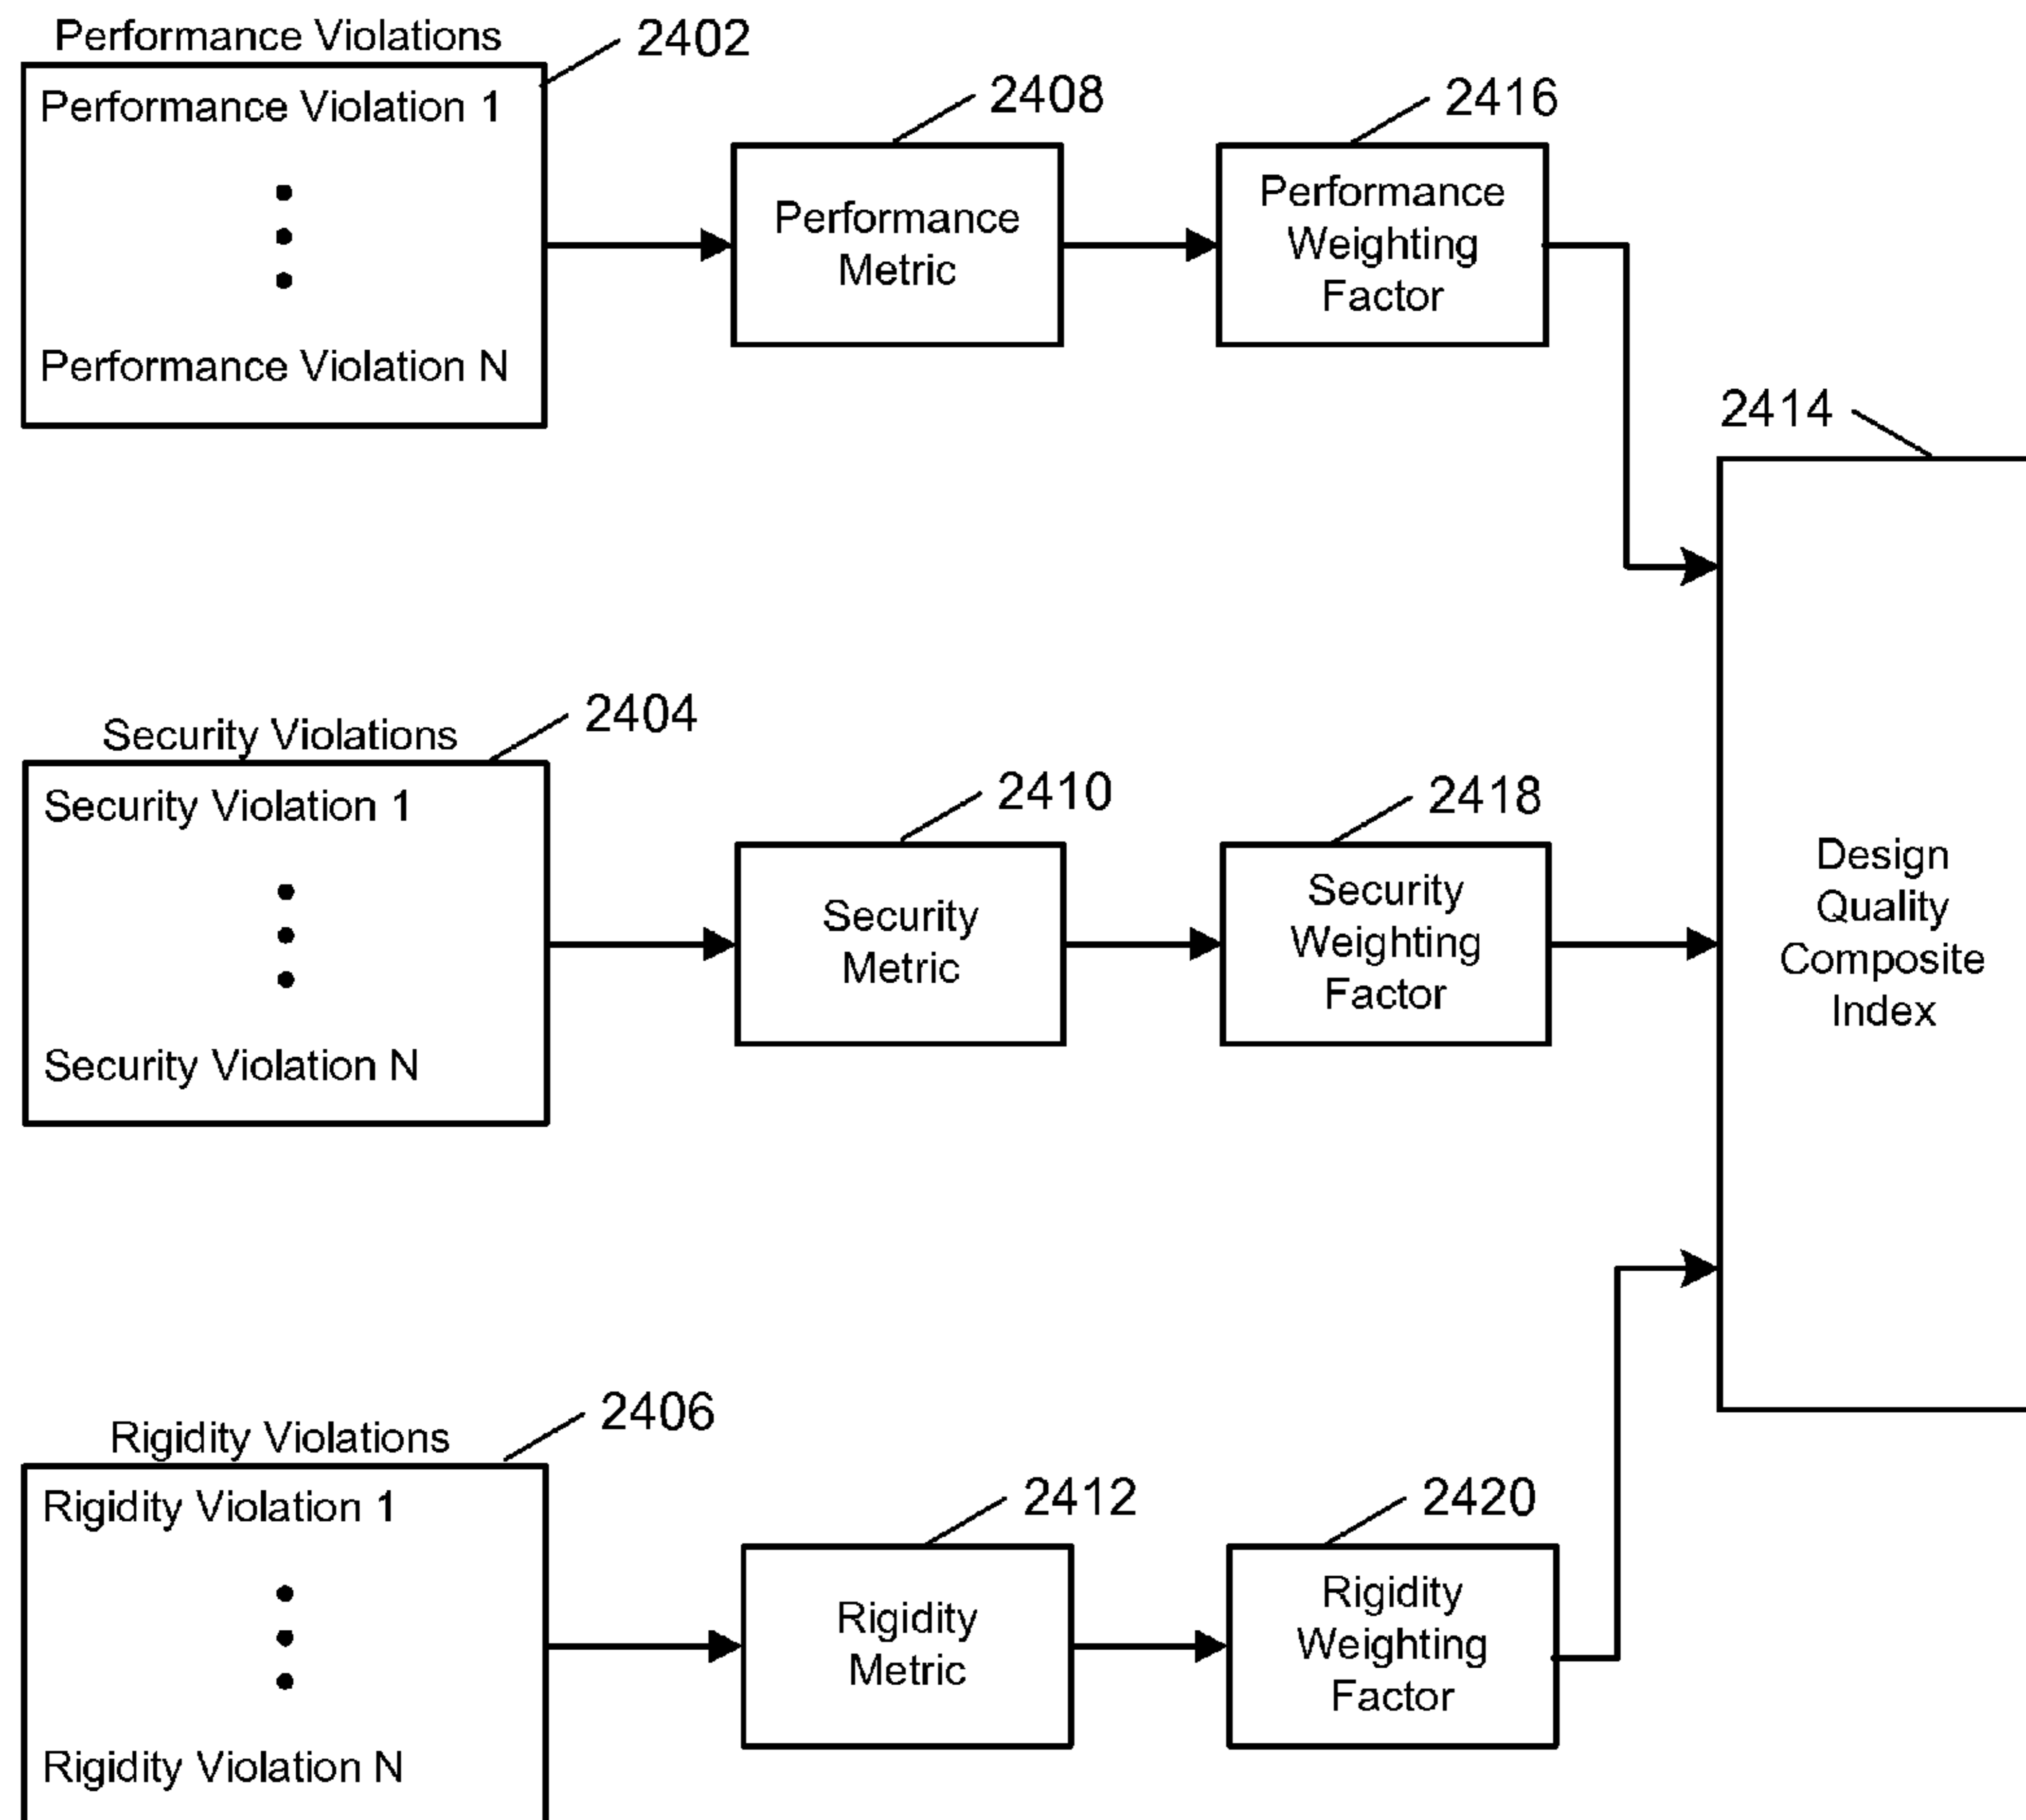 Performance Violations
2402
Performance Violation 1
Performance Violation N
2408
Performance
Metric
2416
Performance
Weighting
Factor
2414
Design
Quality
Composite
Index
Security Violations
2404
Security Violation 1
Security Violation N
2410
Security
Metric
2418
Security
Weighting
Factor
Rigidity Violations
2406
Rigidity Violation 1
Rigidity Violation N
2412
Rigidity
Metric
2420
Rigidity
Weighting
Factor